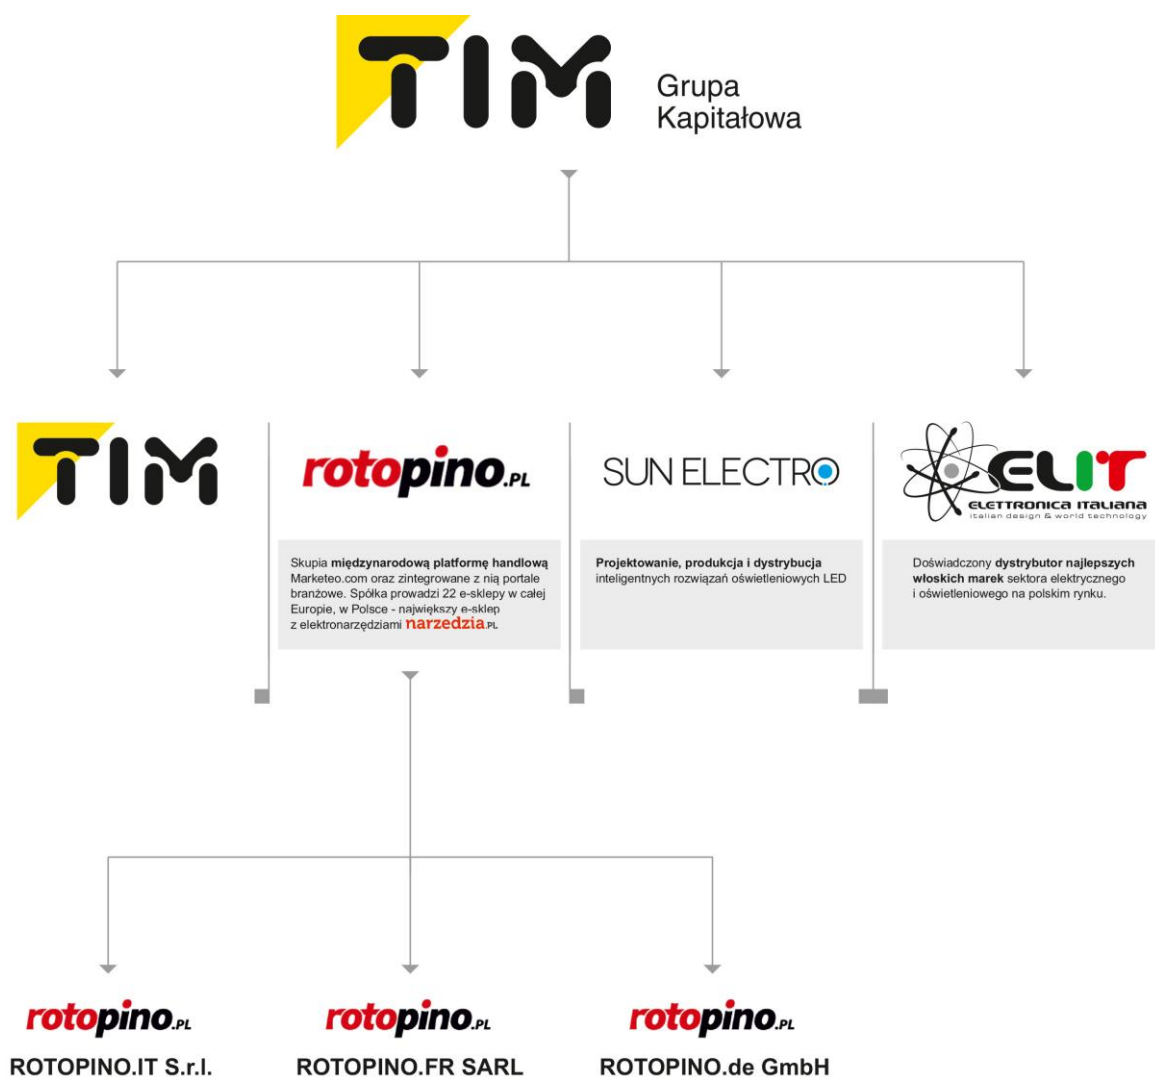 TIM
Grupa
Kapitałowa
TIM
rotopino.PL
Skupia międzynarodową platformę handlową
Marketeo.com oraz zintegrowane z nią portale
branżowe. Spółka prowadzi 22 e-sklepy w całej
Europie, w Polsce - największy e-sklep
z elektronarzędziami narzedzia.PL
SUN ELECTRO
Projektowanie, produkcja i dystrybucja
inteligentnych rozwiązań oświetleniowych LED
ELIT
ELETTRONICA ITALIANA
italian design & world technology
Doświadczony dystrybutor najlepszych
włoskich marek sektora elektrycznego
i oświetleniowego na polskim rynku.
rotopino.PL
ROTOPINO.IT S.r.l.
rotopino.PL
ROTOPINO.FR SARL
rotopino.PL
ROTOPINO.de GmbH